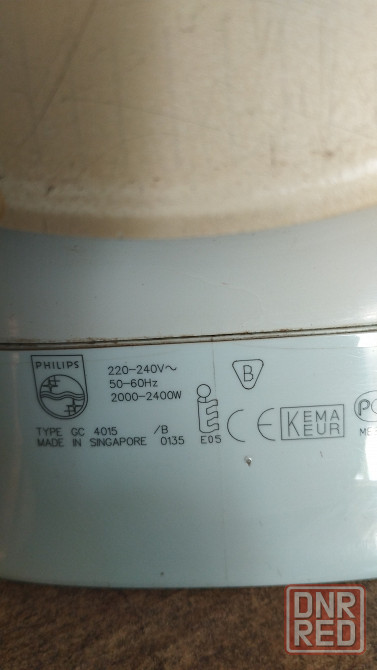 PHILIPS
220-240V~
50-60Hz
2000-2400W
TYPE GC 4015 /B
MADE IN SINGAPORE 0135
E05
B
CE
KEMA
EUR
DNR
RED